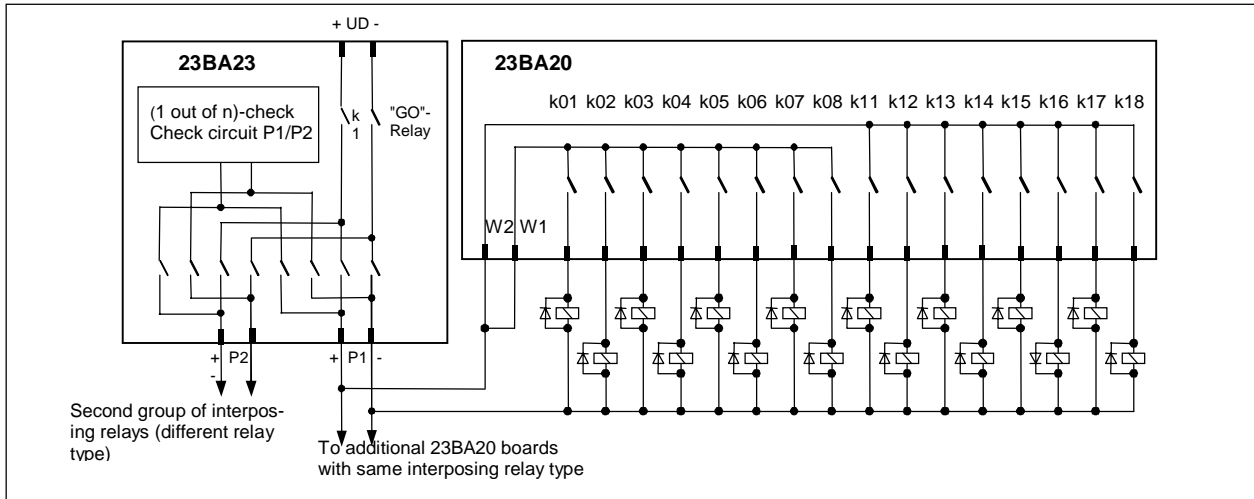 + UD -
23BA23
(1 out of n)-check
Check circuit P1/P2
k
1
"GO"-
Relay
+ P2
-
+ P1 -
Second group of interpos-
ing relays (different relay
type)
To additional 23BA20 boards
with same interposing relay type
23BA20
k01 k02 k03 k04 k05 k06 k07 k08 k11 k12 k13 k14 k15 k16 k17 k18
W2 W1